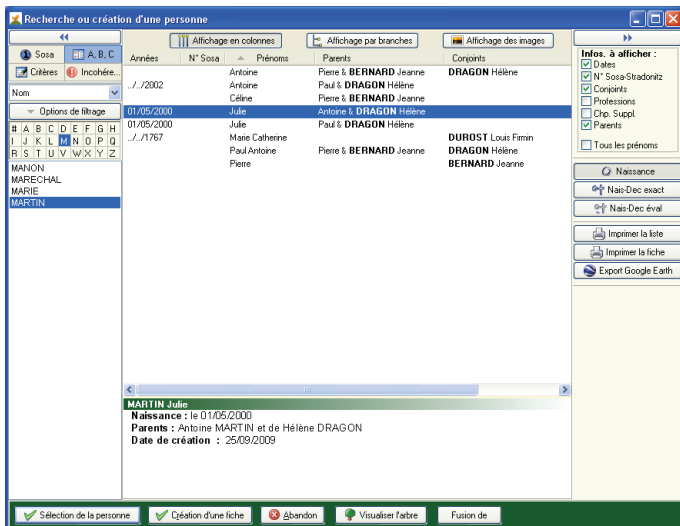 Recherche ou création d'une personne
Sosa A, B, C
Critères Incohére...
Nom
Options de filtrage
# A B C D E F G H
I J K L M N O P Q
R S T U V W X Y Z
MANON
MARECHAL
MARIE
MARTIN
Affichage en colonnes Affichage par branches Affichage des images
Années N° Sosa Prénoms Parents Conjoints
Antoine Pierre & BERNARD Jeanne DRAGON Hélène
../../2002 Antoine Paul & DRAGON Hélène
Céline Pierre & BERNARD Jeanne
01/05/2000 Julie Antoine & DRAGON Hélène
01/05/2000 Julie Paul & DRAGON Hélène
../../1767 Marie Catherine DUROST Louis Firmin
Paul Antoine Pierre & BERNARD Jeanne DRAGON Hélène
Pierre BERNARD Jeanne
MARTIN Julie
Naissance : le 01/05/2000
Parents : Antoine MARTIN et de Hélène DRAGON
Date de création : 25/09/2009
Infos. à afficher :
Dates
N° Sosa-Stradonitz
Conjoints
Professions
Chp. Suppl.
Parents
Tous les prénoms
Naissance
Nais-Dec exact
Nais-Dec éval
Imprimer la liste
Imprimer la fiche
Export Google Earth
Sélection de la personne Création d'une fiche Abandon Visualiser l'arbre Fusion de